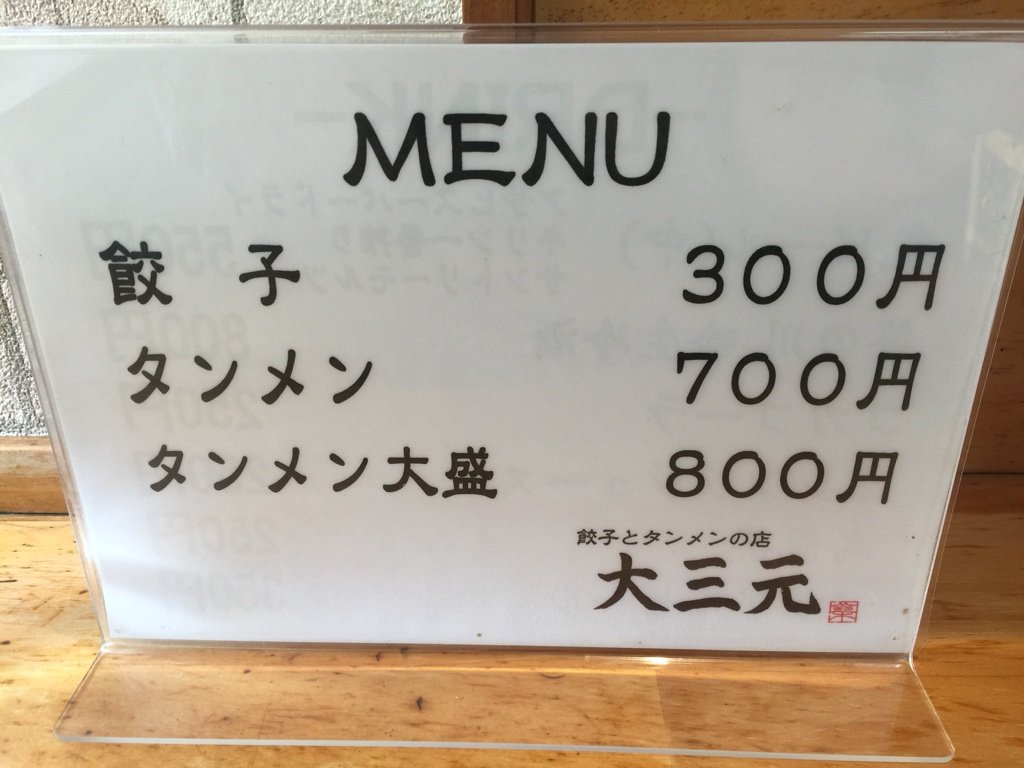 MENU
餃子 300円
タンメン 700円
タンメン大盛 800円
餃子とタンメンの店
大三元